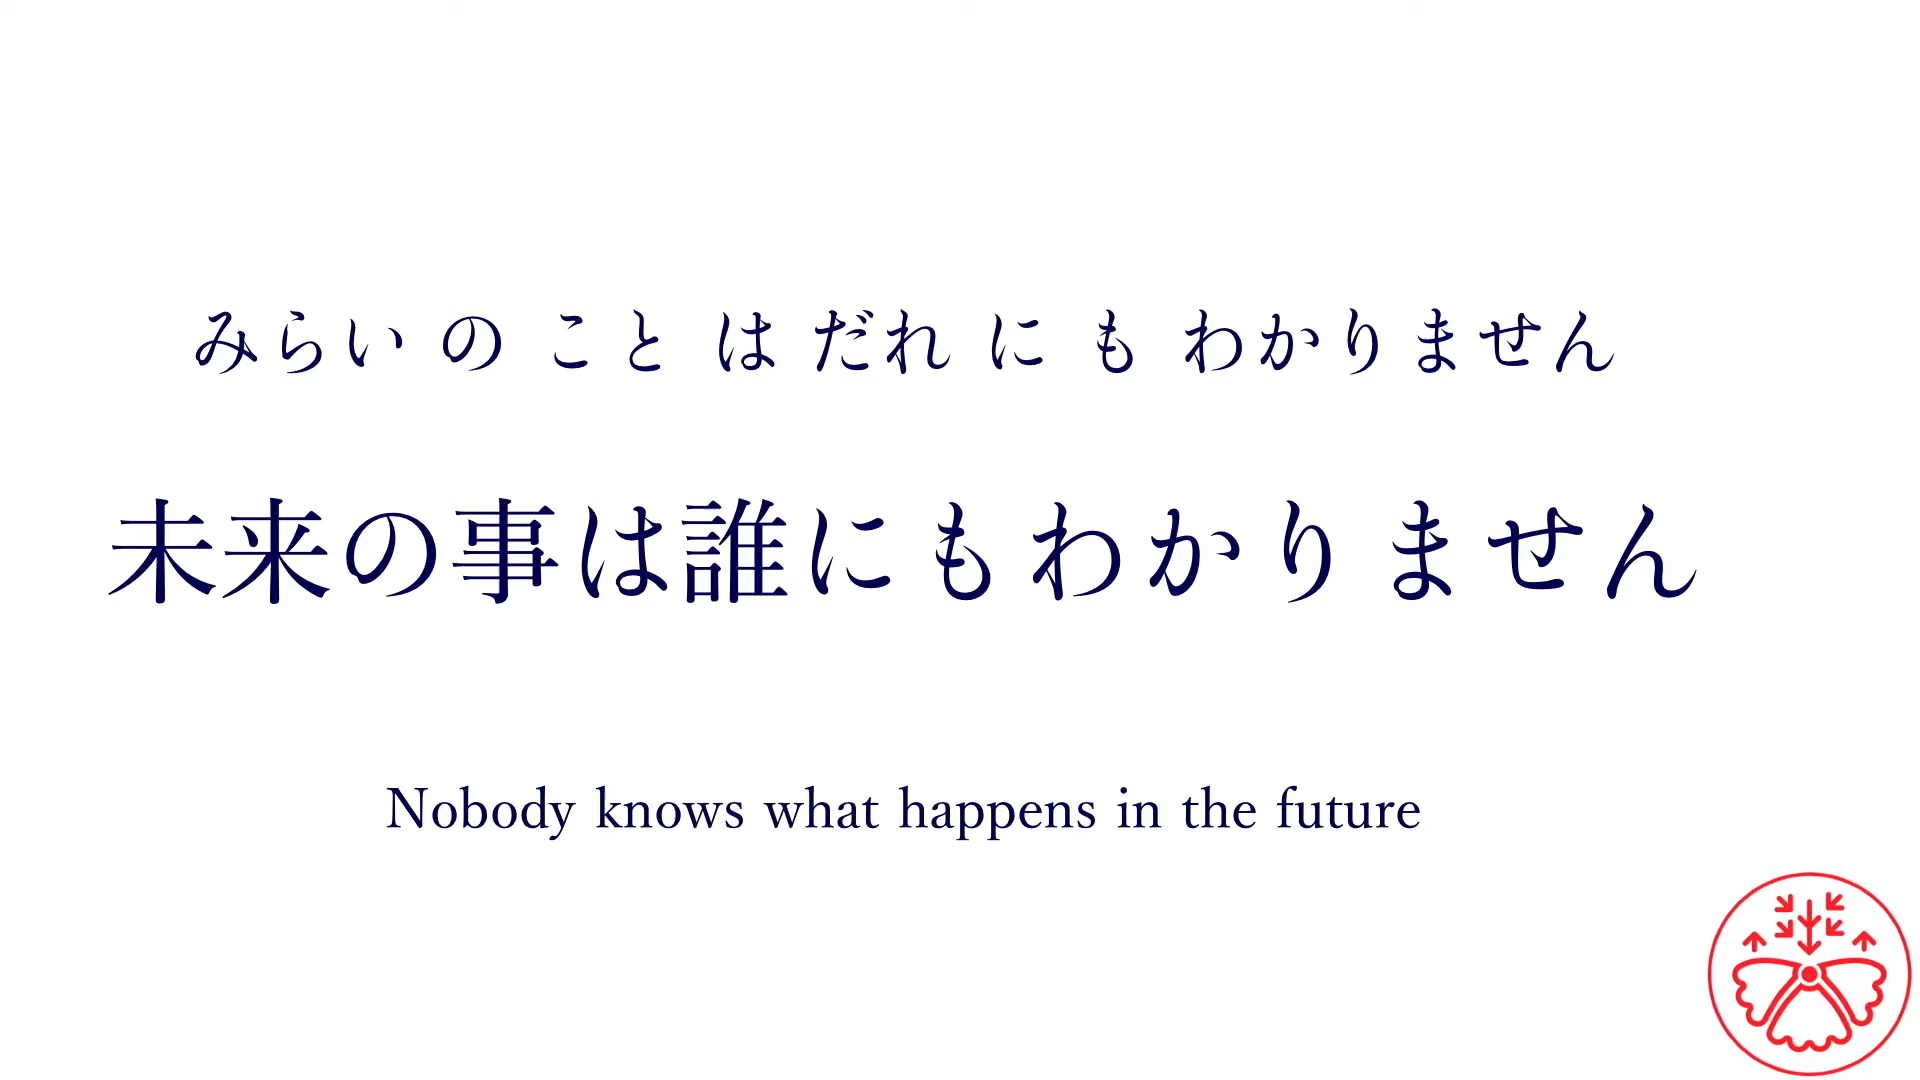 みらい の こと は だれ に も わかりません
未来の事は誰にもわかりません
Nobody knows what happens in the future